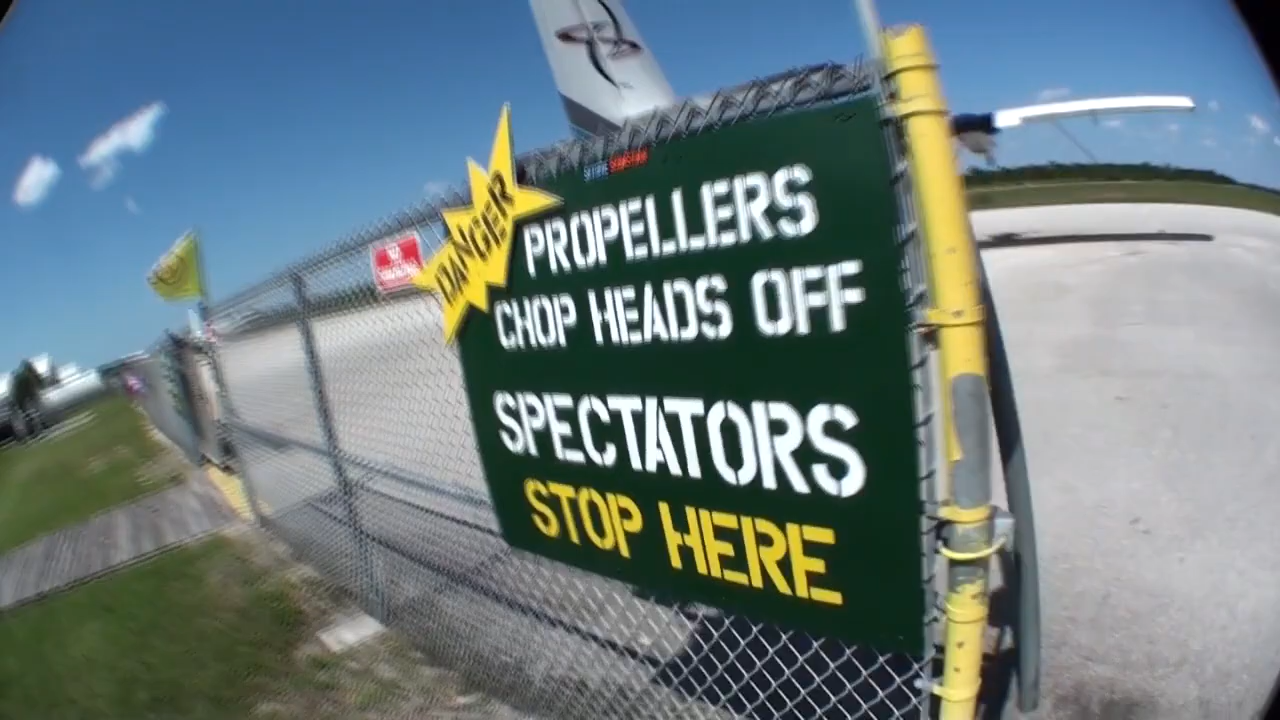 DANGER
PROPELLERS
CHOP HEADS OFF
SPECTATORS
STOP HERE